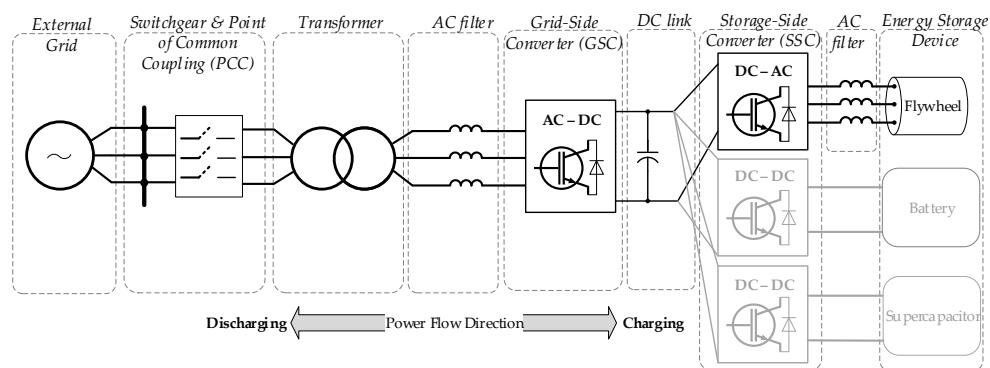 External
Grid
Switchgear & Point
of Common
Coupling (PCC)
Transformer
AC filter
Grid-Side
Converter (GSC)
DC link
Storage-Side
Converter (SSC)
AC
filter
Energy Storage
Device
~
AC – DC
DC – AC
Flywheel
DC – DC
Battery
DC – DC
Supercapacitor
Discharging
Power Flow Direction
Charging